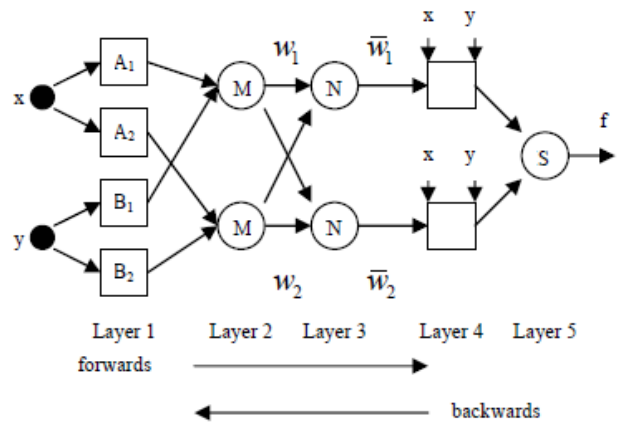 x y
w₁ w̅₁
A₁
M N
x
f
A₂
x y
S
B₁
y
M N
B₂
w₂ w̅₂
Layer 1 Layer 2 Layer 3 Layer 4 Layer 5
forwards
backwards